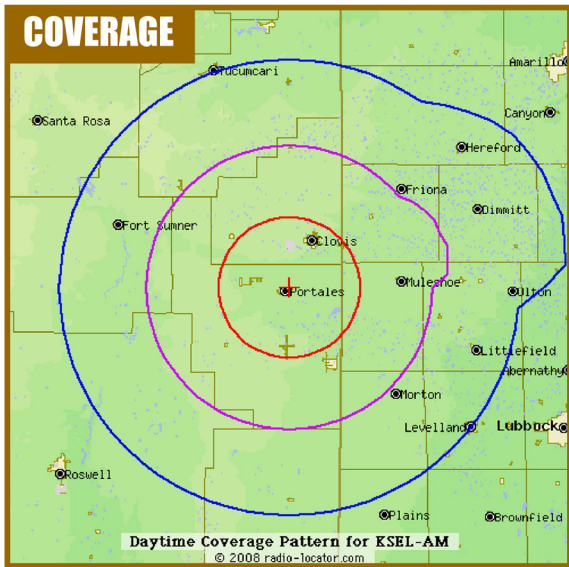 COVERAGE
Amarillo
Tucumcari
Canyon
Santa Rosa
Hereford
Friona
Dimmitt
Fort Sumner
Clovis
Muleshoe
Portales
Olton
Littlefield
Abernathy
Morton
Levelland
Lubbock
Roswell
Plains
Brownfield
Daytime Coverage Pattern for KSEL-AM
© 2008 radio-locator.com